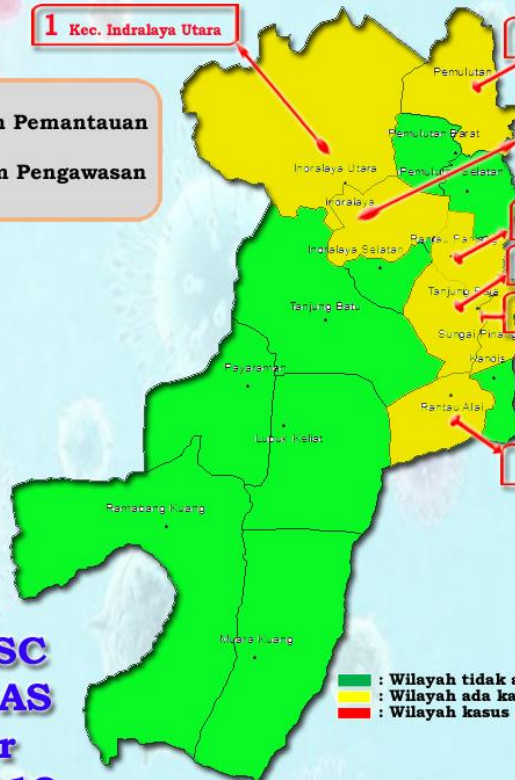 1 Kec. Indralaya Utara
n Pemantauan
n Pengawasan
Pemulutan
Pemulutan Barat
Pemulutan Selatan
Indralaya Utara
Indralaya
Indralaya Selatan
Rantau
Tanjung Batu
Tanjung
Sungai Pinang
Kandis
Payaraman
Rantau Alai
Lubuk Keliat
Rambang Kuang
Muara Kuang
SC
AS
r
: Wilayah tidak a
: Wilayah ada ka
: Wilayah kasus